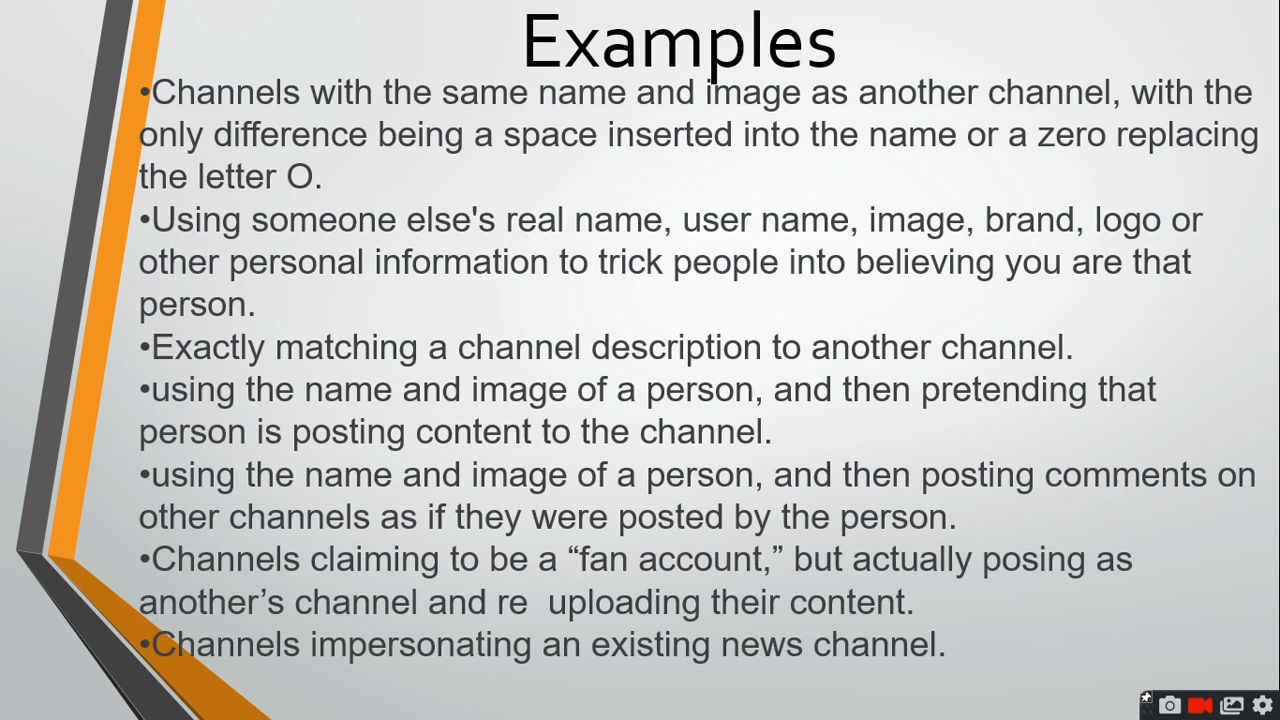 Examples
•Channels with the same name and image as another channel, with the
only difference being a space inserted into the name or a zero replacing
the letter O.
•Using someone else's real name, user name, image, brand, logo or
other personal information to trick people into believing you are that
person.
•Exactly matching a channel description to another channel.
•using the name and image of a person, and then pretending that
person is posting content to the channel.
•using the name and image of a person, and then posting comments on
other channels as if they were posted by the person.
•Channels claiming to be a “fan account,” but actually posing as
another’s channel and re  uploading their content.
•Channels impersonating an existing news channel.